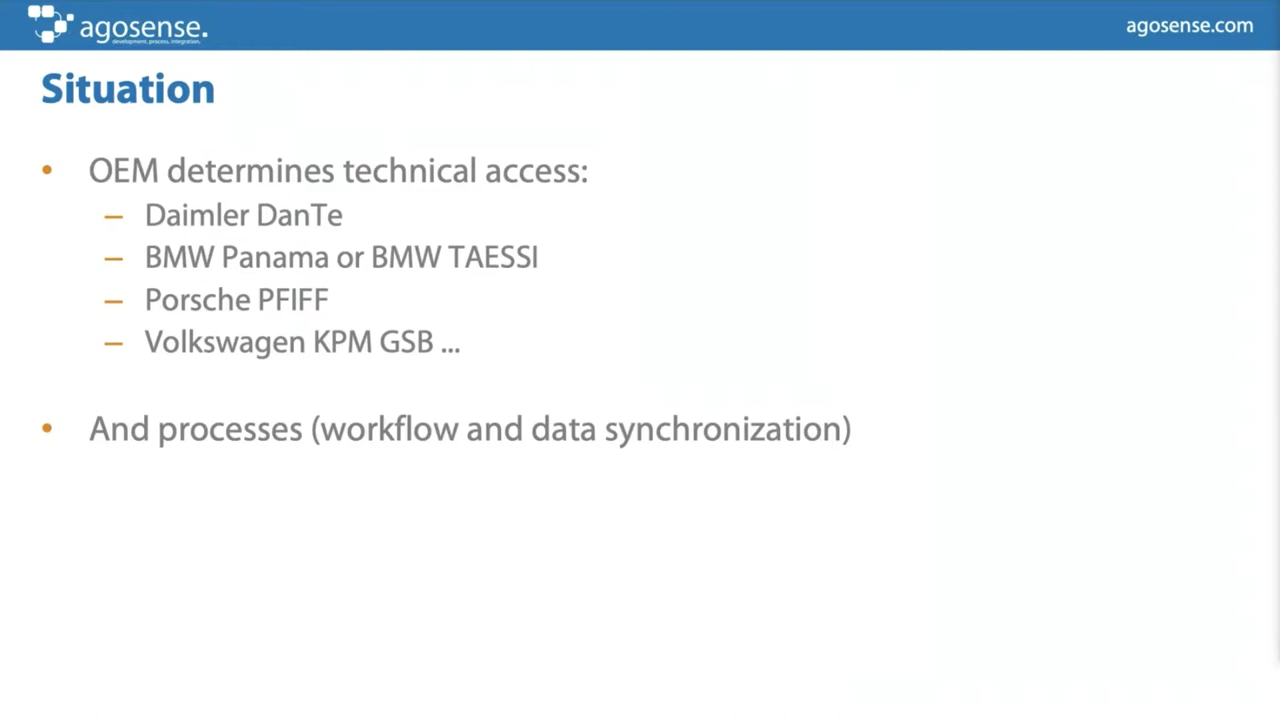 agosense.
development, process, integration.
agosense.com
Situation
• OEM determines technical access:
– Daimler DanTe
– BMW Panama or BMW TAESSI
– Porsche PFIFF
– Volkswagen KPM GSB ...
• And processes (workflow and data synchronization)